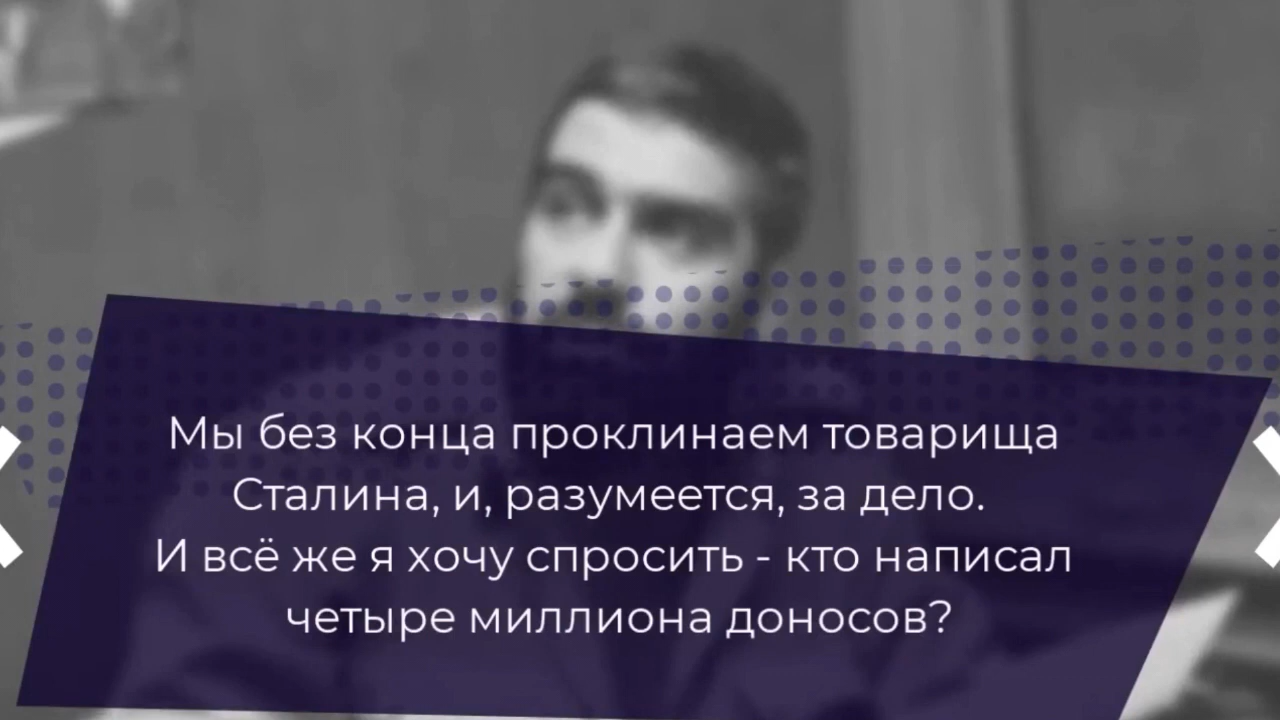 Мы без конца проклинаем товарища
Сталина, и, разумеется, за дело.
И всё же я хочу спросить - кто написал
четыре миллиона доносов?